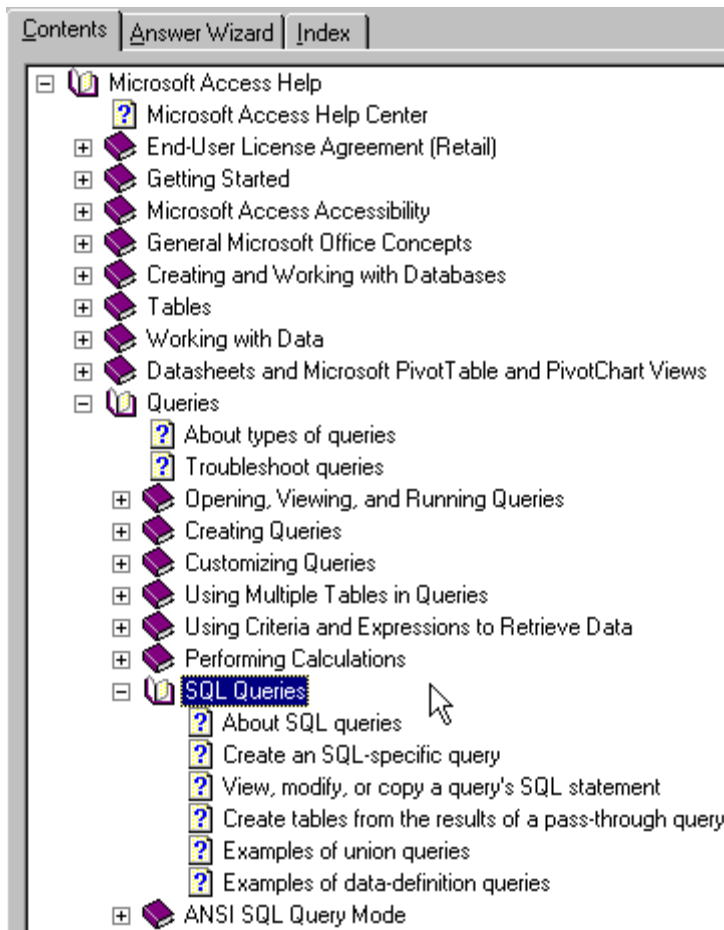 Contents Answer Wizard Index
Microsoft Access Help
Microsoft Access Help Center
End-User License Agreement (Retail)
Getting Started
Microsoft Access Accessibility
General Microsoft Office Concepts
Creating and Working with Databases
Tables
Working with Data
Datasheets and Microsoft PivotTable and PivotChart Views
Queries
About types of queries
Troubleshoot queries
Opening, Viewing, and Running Queries
Creating Queries
Customizing Queries
Using Multiple Tables in Queries
Using Criteria and Expressions to Retrieve Data
Performing Calculations
SQL Queries
About SQL queries
Create an SQL-specific query
View, modify, or copy a query's SQL statement
Create tables from the results of a pass-through query
Examples of union queries
Examples of data-definition queries
ANSI SQL Query Mode